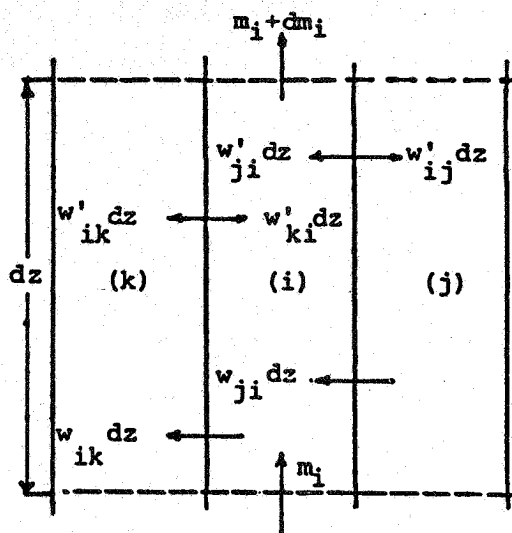 m_i+dm_i
w'_ji dz w'_ij dz
w'_ik dz w'_ki dz
dz (k) (i) (j)
w_ji dz
w_ik dz
m_i